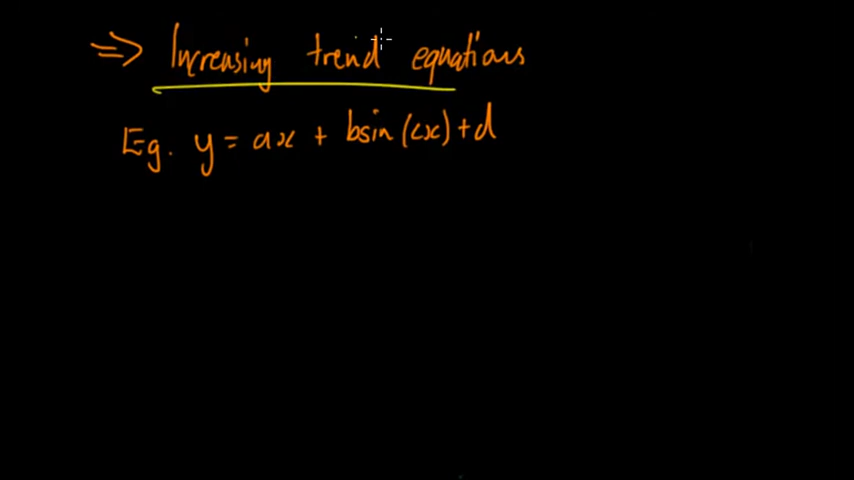 ⇒ Increasing trend equations
Eg. y = ax + bsin(cx) + d